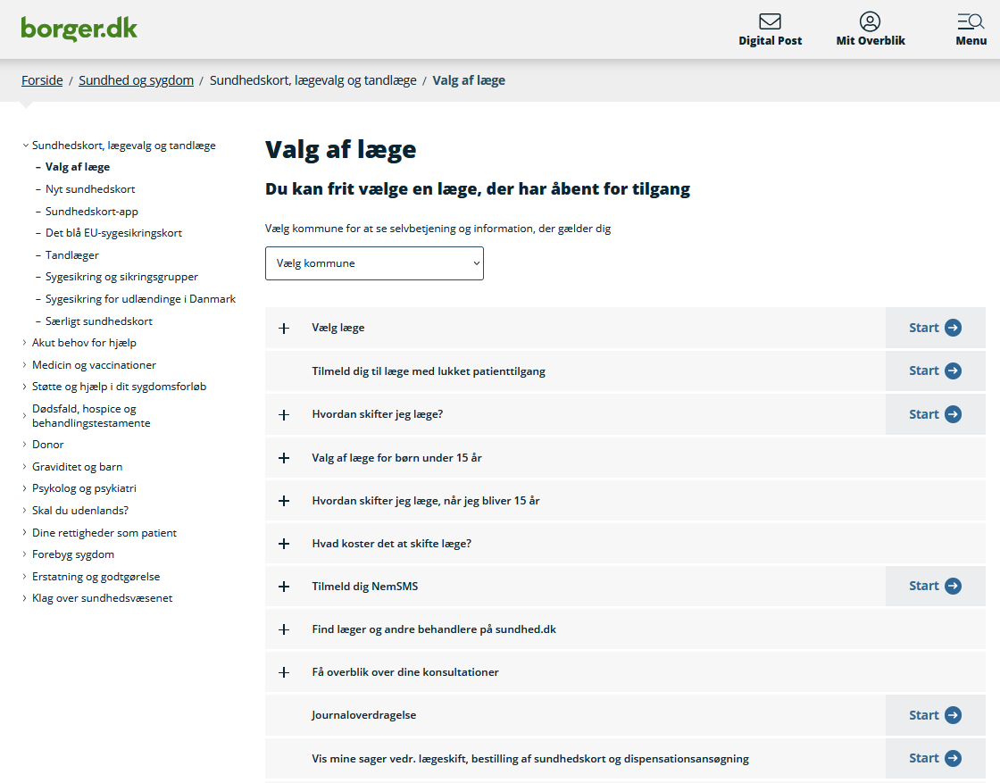 borger.dk
Digital Post
Mit Overblik
Menu
Forside / Sundhed og sygdom / Sundhedskort, lægevalg og tandlæge / Valg af læge
Sundhedskort, lægevalg og tandlæge
– Valg af læge
– Nyt sundhedskort
– Sundhedskort-app
– Det blå EU-sygesikringskort
– Tandlæger
– Sygesikring og sikringsgrupper
– Sygesikring for udlændinge i Danmark
– Særligt sundhedskort
Akut behov for hjælp
Medicin og vaccinationer
Støtte og hjælp i dit sygdomsforløb
Dødsfald, hospice og
behandlingstestamente
Donor
Graviditet og barn
Psykolog og psykiatri
Skal du udenlands?
Dine rettigheder som patient
Forebyg sygdom
Erstatning og godtgørelse
Klag over sundhedsvæsenet
Valg af læge
Du kan frit vælge en læge, der har åbent for tilgang
Vælg kommune for at se selvbetjening og information, der gælder dig
Vælg kommune
Vælg læge Start
Tilmeld dig til læge med lukket patienttilgang Start
Hvordan skifter jeg læge? Start
Valg af læge for børn under 15 år
Hvordan skifter jeg læge, når jeg bliver 15 år
Hvad koster det at skifte læge?
Tilmeld dig NemSMS Start
Find læger og andre behandlere på sundhed.dk
Få overblik over dine konsultationer
Journaloverdragelse Start
Vis mine sager vedr. lægeskift, bestilling af sundhedskort og dispensationsansøgning Start